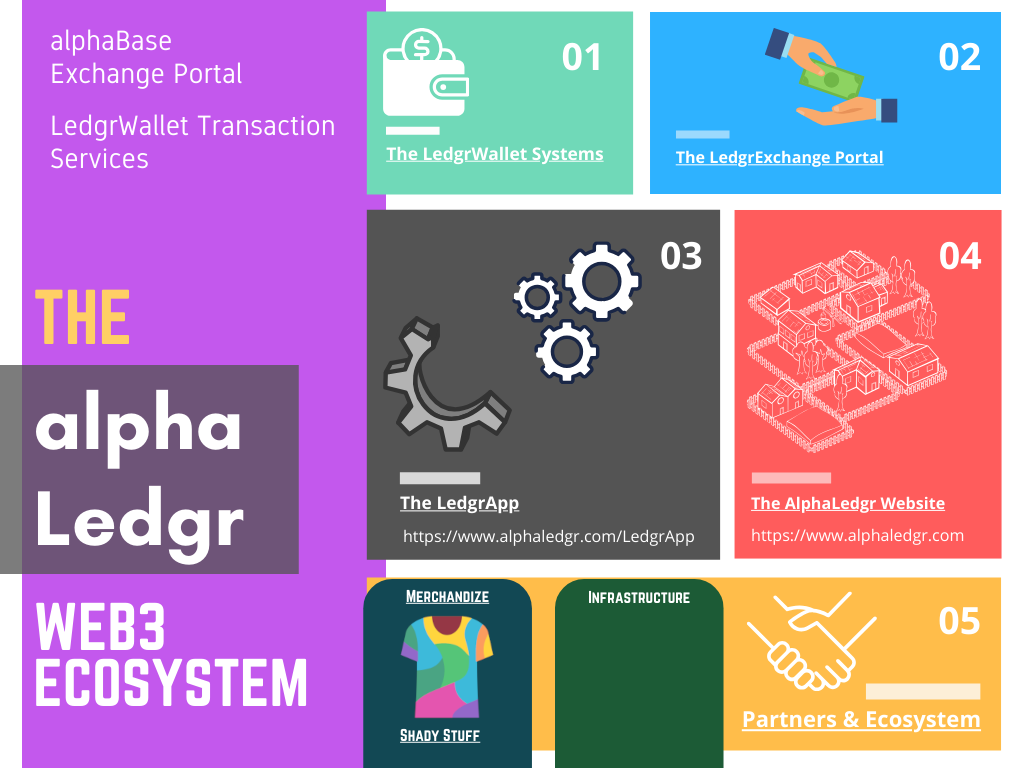 alphaBase
Exchange Portal
LedgrWallet Transaction
Services
THE
alpha
Ledgr
WEB3
ECOSYSTEM
$
01
The LedgrWallet Systems
02
The LedgrExchange Portal
03
The LedgrApp
https://www.alphaledgr.com/LedgrApp
04
The AlphaLedgr Website
https://www.alphaledgr.com
Merchandize
Shady Stuff
Infrastructure
05
Partners & Ecosystem